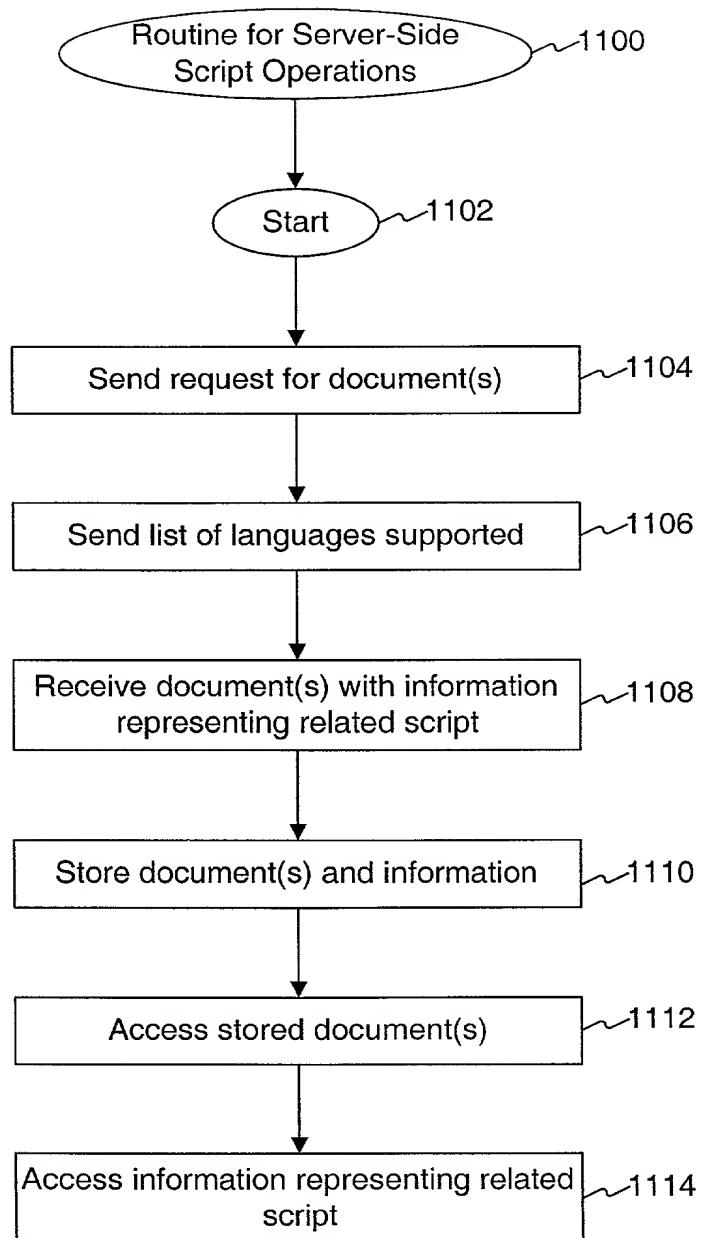 Routine for Server-Side
Script Operations
1100
Start
1102
Send request for document(s)
1104
Send list of languages supported
1106
Receive document(s) with information
representing related script
1108
Store document(s) and information
1110
Access stored document(s)
1112
Access information representing related
script
1114